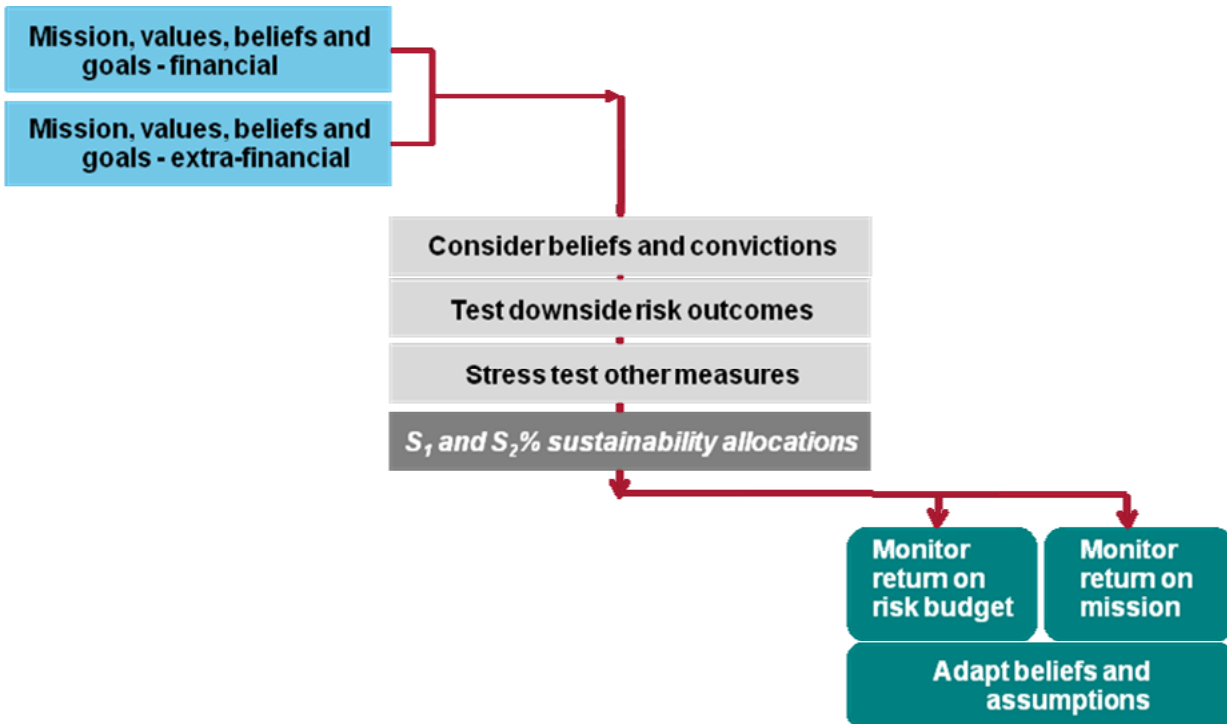 Mission, values, beliefs and
goals - financial
Mission, values, beliefs and
goals - extra-financial
Consider beliefs and convictions
Test downside risk outcomes
Stress test other measures
S₁ and S₂% sustainability allocations
Monitor
return on
risk budget
Monitor
return on
mission
Adapt beliefs and
assumptions